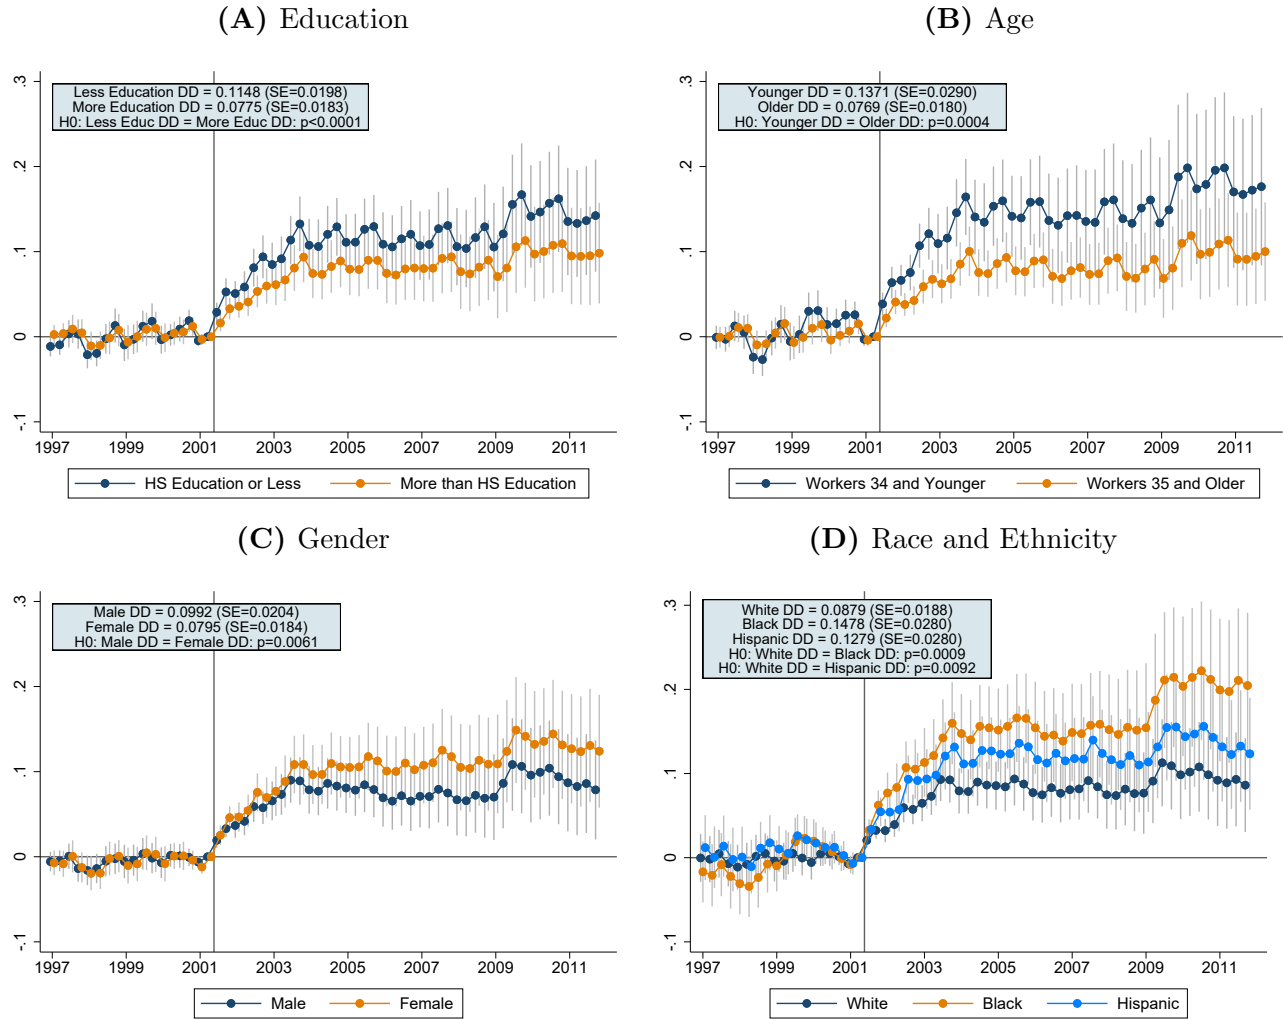 (A) Education
.3
.2
.1
0
-.1
Less Education DD = 0.1148 (SE=0.0198)
More Education DD = 0.0775 (SE=0.0183)
H0: Less Educ DD = More Educ DD: p<0.0001
1997 1999 2001 2003 2005 2007 2009 2011
HS Education or Less More than HS Education
(B) Age
.3
.2
.1
0
-.1
Younger DD = 0.1371 (SE=0.0290)
Older DD = 0.0769 (SE=0.0180)
H0: Younger DD = Older DD: p=0.0004
1997 1999 2001 2003 2005 2007 2009 2011
Workers 34 and Younger Workers 35 and Older
(C) Gender
.3
.2
.1
0
-.1
Male DD = 0.0992 (SE=0.0204)
Female DD = 0.0795 (SE=0.0184)
H0: Male DD = Female DD: p=0.0061
1997 1999 2001 2003 2005 2007 2009 2011
Male Female
(D) Race and Ethnicity
.3
.2
.1
0
-.1
White DD = 0.0879 (SE=0.0188)
Black DD = 0.1478 (SE=0.0280)
Hispanic DD = 0.1279 (SE=0.0280)
H0: White DD = Black DD: p=0.0009
H0: White DD = Hispanic DD: p=0.0092
1997 1999 2001 2003 2005 2007 2009 2011
White Black Hispanic